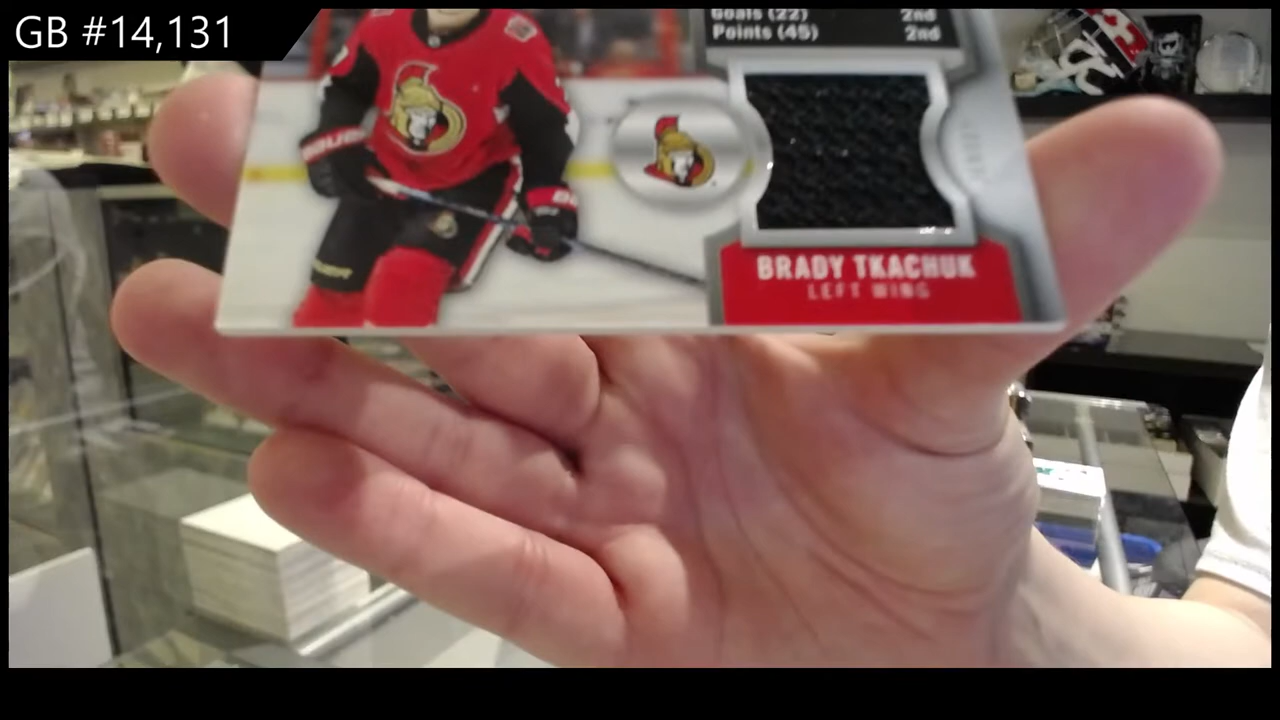 GB #14,131
Goals (22) 2nd
Points (45) 2nd
BRADY TKACHUK
LEFT WING